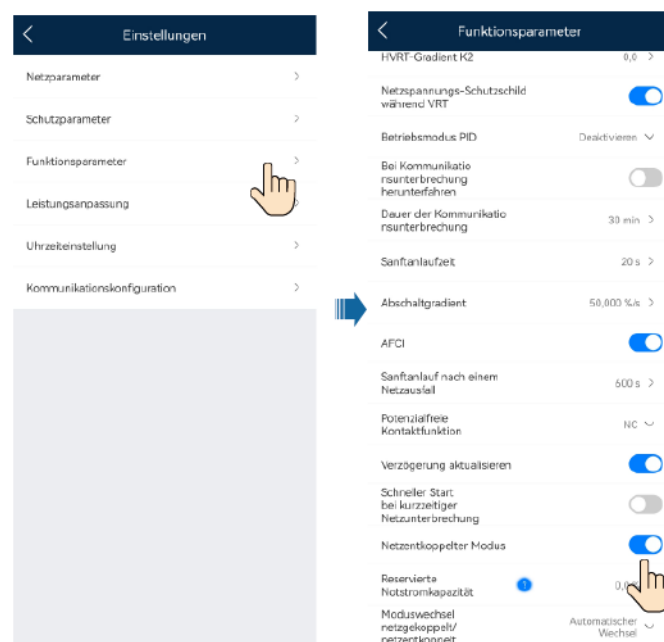 Einstellungen
Netzparameter
Schutzparameter
Funktionsparameter
Leistungsanpassung
Uhrzeiteinstellung
Kommunikationskonfiguration
Funktionsparameter
HVRT-Gradient K2 0,0
Netzspannungs-Schutzschild
während VRT
Betriebsmodus PID Deaktivieren
Bei Kommunikatio
nsunterbrechung
herunterfahren
Dauer der Kommunikatio
nsunterbrechung
30 min
Sanftanlaufzeit 20 s
Abschaltgradient 50,000 %/s
AFCI
Sanftanlauf nach einem
Netzausfall
600 s
Potenzialfreie
Kontaktfunktion
NC
Verzögerung aktualisieren
Schneller Start
bei kurzzeitiger
Netzunterbrechung
Netzentkoppelter Modus
Reservierte
Notstromkapazität
Moduswechsel
netzgekoppelt/
netzentkoppelt
Automatischer
Wechsel